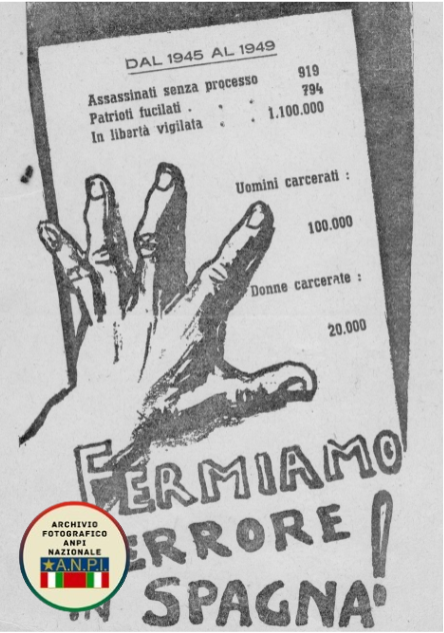 DAL 1945 AL 1949
Assassinati senza processo 919
Patrioti fucilati . . . 794
In libertà vigilata . . 1.100.000
Uomini carcerati :
100.000
Donne carcerate :
20.000
FERMIAMO
ERRORE
IN SPAGNA!
ARCHIVIO
FOTOGRAFICO
ANPI
NAZIONALE
A.N.P.I.